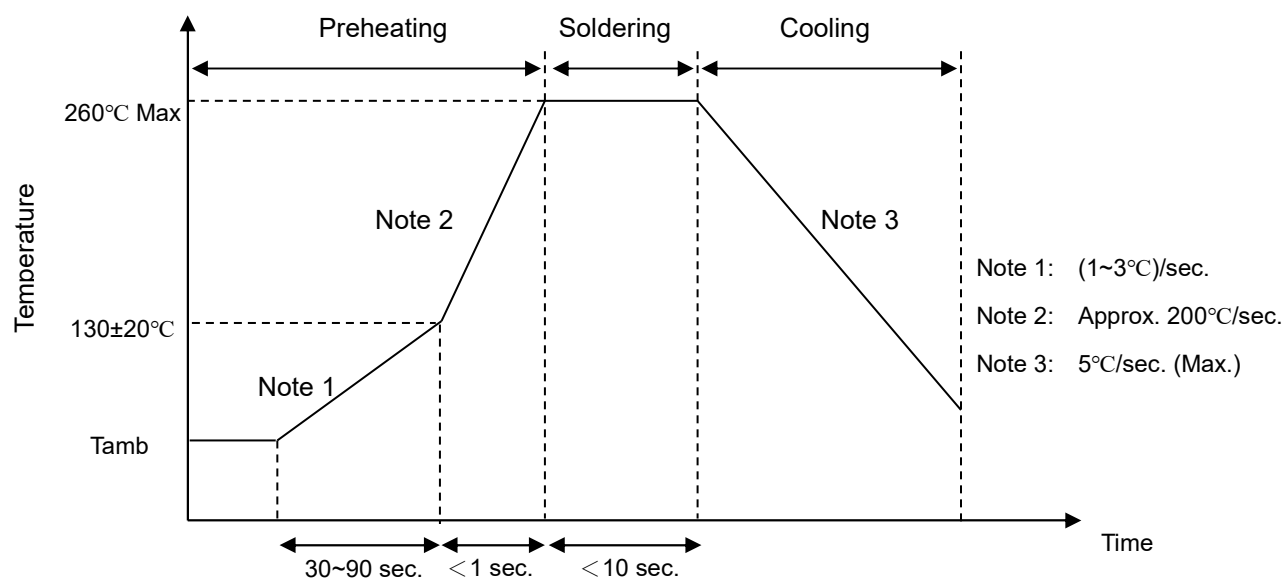 Preheating Soldering Cooling
260℃ Max
Temperature
Note 2 Note 3
Note 1: (1~3℃)/sec.
130±20℃
Note 2: Approx. 200℃/sec.
Note 1
Note 3: 5℃/sec. (Max.)
Tamb
Time
30~90 sec. ＜1 sec. ＜10 sec.